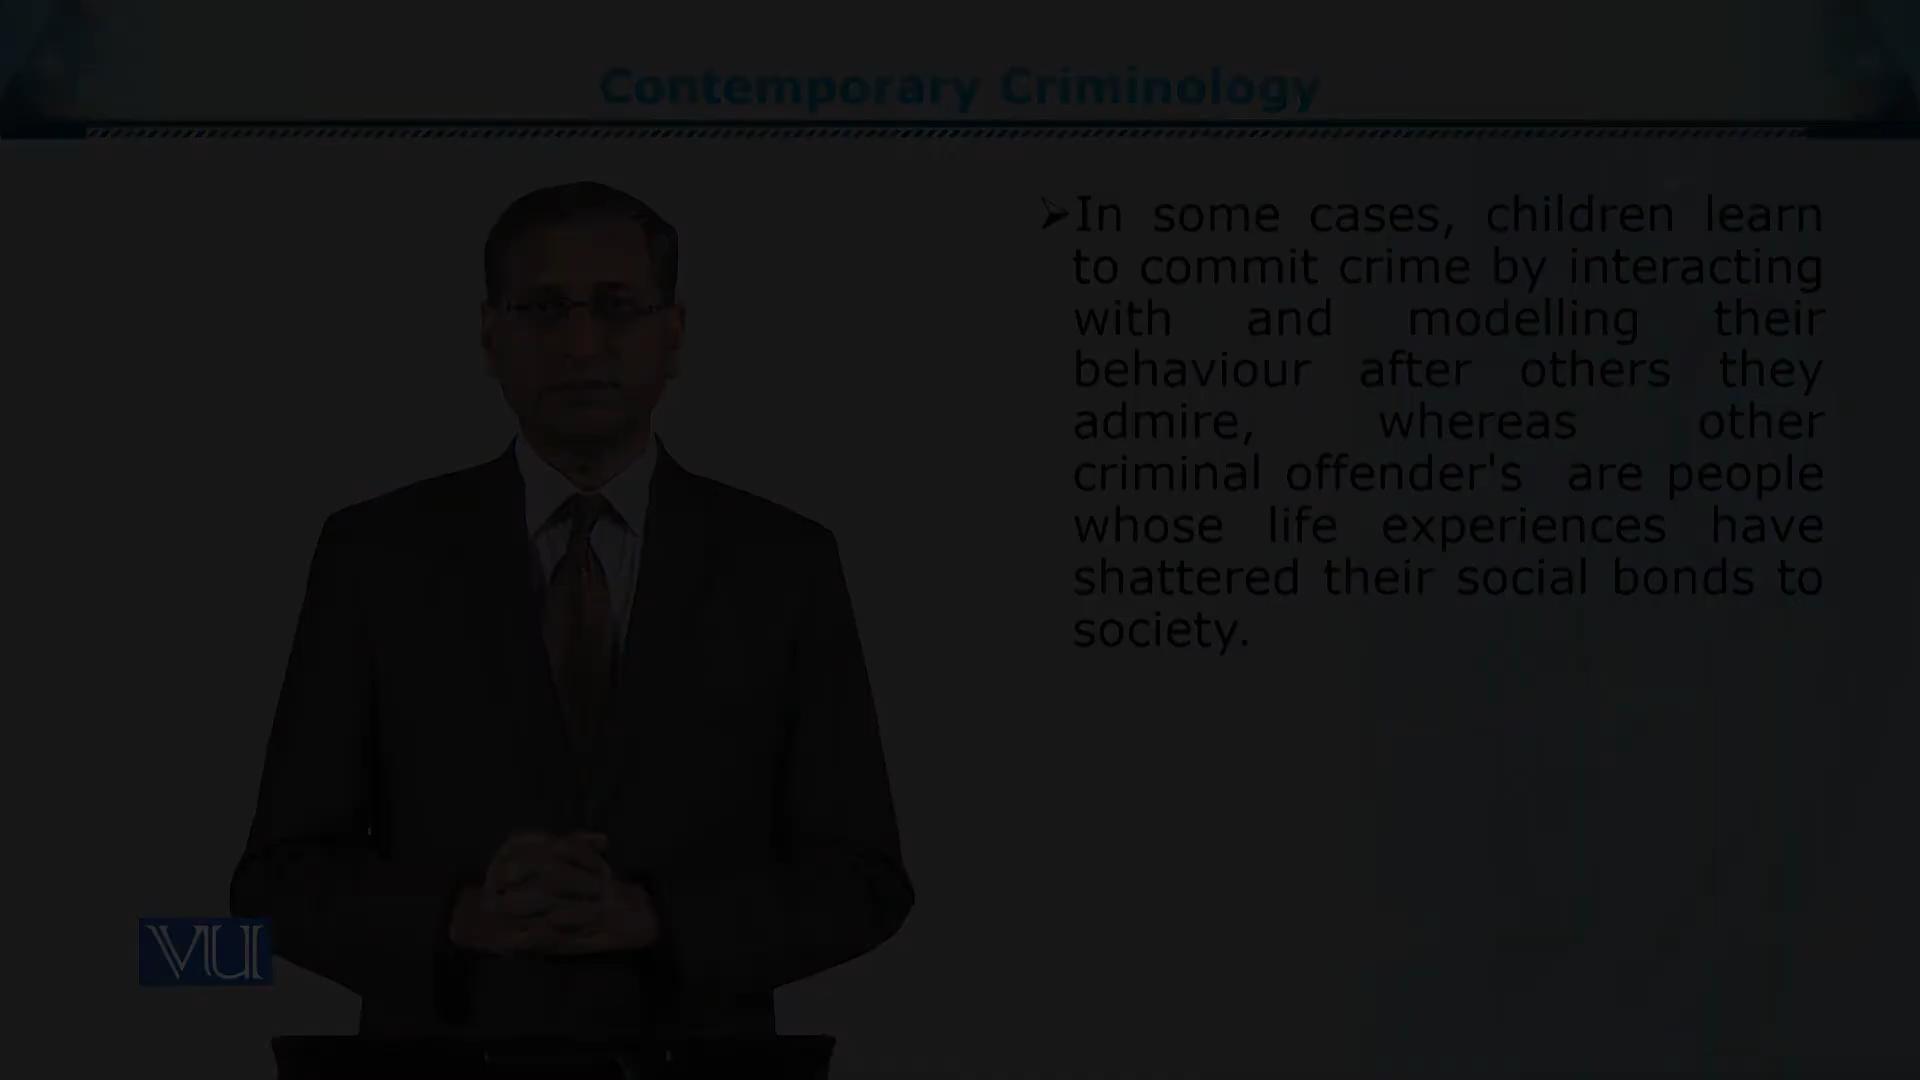 Contemporary Criminology
➢In some cases, children learn
to commit crime by interacting
with and modelling their
behaviour after others they
admire, whereas other
criminal offender's are people
whose life experiences have
shattered their social bonds to
society.
VU